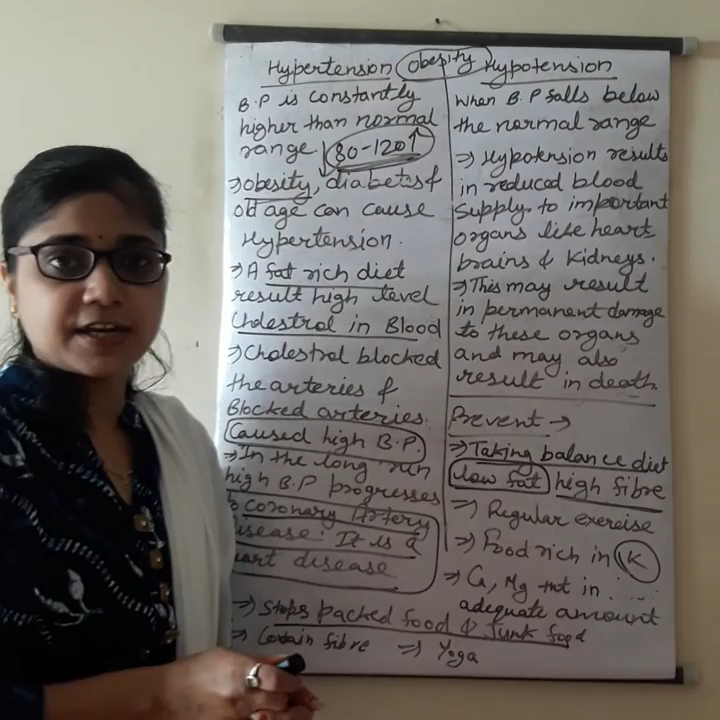 Hypertension
B.P is constantly
higher than normal
range 80-120↑
⇒ obesity, diabetes &
old age can cause
Hypertension.
⇒ A fat rich diet
result high level
Cholestrol in Blood
⇒ Cholestrol blocked
the arteries &
Blocked arteries.
Caused high B.P.
⇒ In the long run
high B.P progresses
to coronary Artery
disease: It is a
heart disease
⇒ Stops packed food & Junk food
⇒ Contain fibre ⇒ Yoga
obesity
Hypotension
When B.P falls below
the normal range
⇒ Hypotension results
in reduced blood
supply to important
organs like heart,
brains & kidneys.
⇒ This may result
in permanent damage
to these organs
and may also
result in death.
Prevent →
⇒ Taking balance diet
low fat high fibre
⇒ Regular exercise
⇒ Food rich in K
⇒ Ca, Mg in
adequate amount